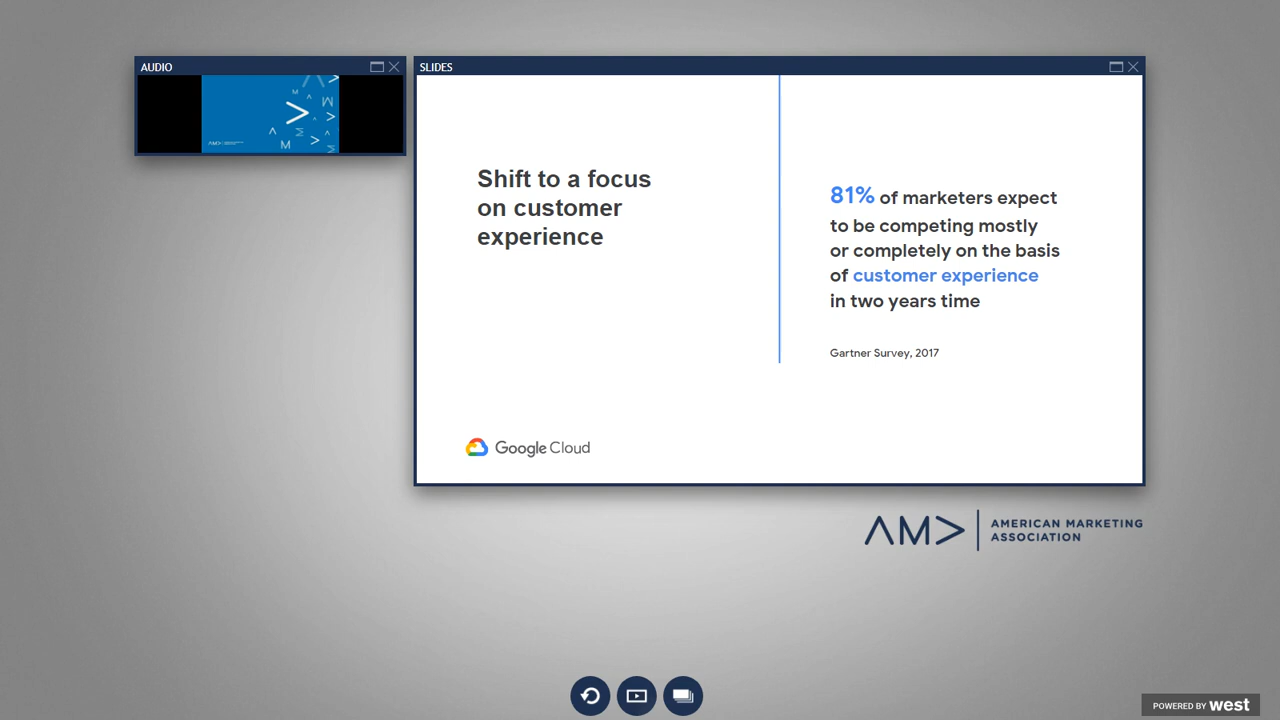 AUDIO
SLIDES
Shift to a focus
on customer
experience
81% of marketers expect
to be competing mostly
or completely on the basis
of customer experience
in two years time
Gartner Survey, 2017
Google Cloud
AMERICAN MARKETING
ASSOCIATION
POWERED BY west